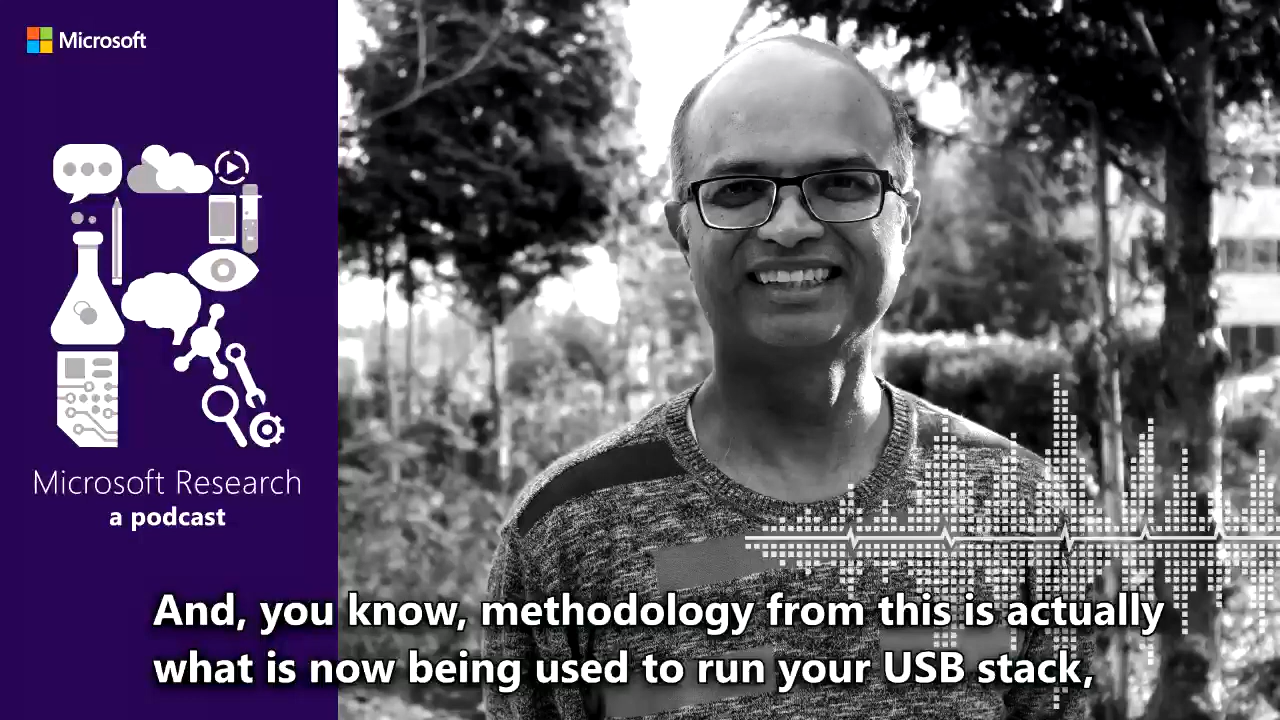 Microsoft
Microsoft Research
a podcast
And, you know, methodology from this is actually
what is now being used to run your USB stack,